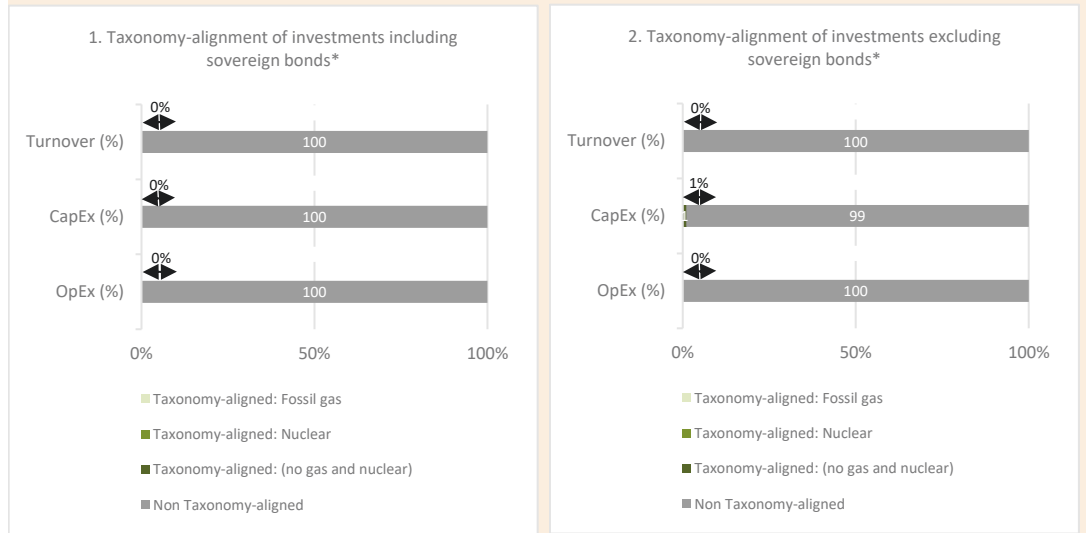 1. Taxonomy-alignment of investments including
sovereign bonds*
0%
Turnover (%)
100
0%
CapEx (%)
100
0%
OpEx (%)
100
0%
50%
100%
Taxonomy-aligned: Fossil gas
Taxonomy-aligned: Nuclear
Taxonomy-aligned: (no gas and nuclear)
Non Taxonomy-aligned
2. Taxonomy-alignment of investments excluding
sovereign bonds*
0%
Turnover (%)
100
1%
CapEx (%)
1
99
0%
OpEx (%)
100
0%
50%
100%
Taxonomy-aligned: Fossil gas
Taxonomy-aligned: Nuclear
Taxonomy-aligned: (no gas and nuclear)
Non Taxonomy-aligned